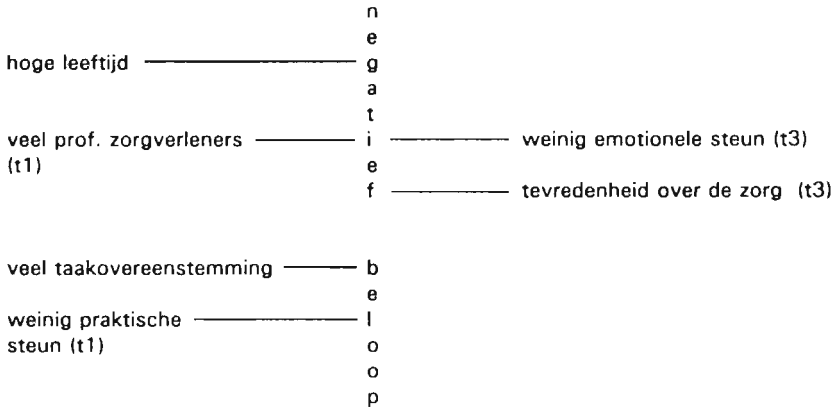 n
e
hoge leeftijd g
a
t
veel prof. zorgverleners i weinig emotionele steun (t3)
(t1)
e
f tevredenheid over de zorg (t3)
veel taakovereenstemming b
e
weinig praktische l
steun (t1) o
o
p